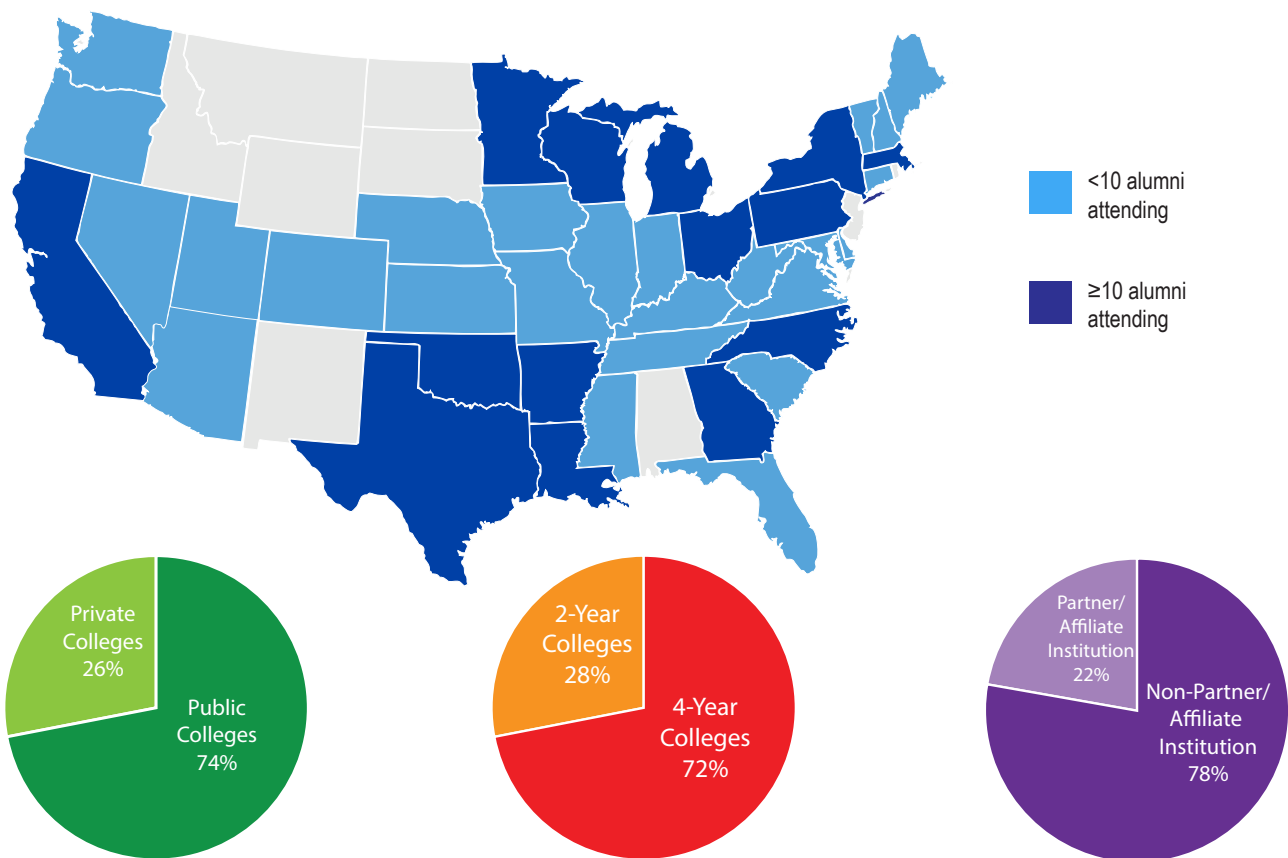 <10 alumni
attending
≥10 alumni
attending
Private
Colleges
26%
Public
Colleges
74%
2-Year
Colleges
28%
4-Year
Colleges
72%
Partner/
Affiliate
Institution
22%
Non-Partner/
Affiliate
Institution
78%